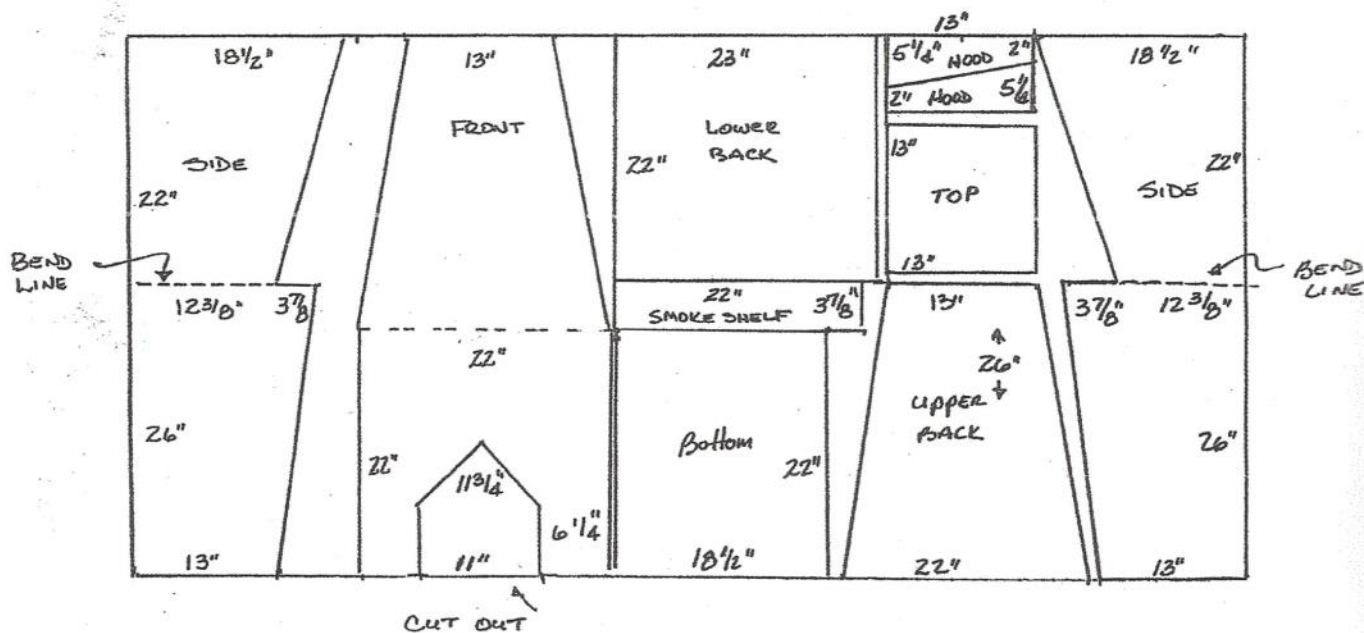 13"
18 1/2"
13"
23"
5 1/4" HOOD 2"
18 1/2"
2" HOOD 5 1/4
FRONT
LOWER
BACK
13"
SIDE
22"
22"
TOP
SIDE
22"
BEND
LINE
13"
BEND
LINE
12 3/8" 3 7/8
22" 3 7/8"
SMOKE SHELF
13"
3 7/8" 12 3/8"
22"
26"
UPPER
BACK
26"
22"
11 3/4"
Bottom
22"
26"
6 1/4"
13"
11"
18 1/2"
22"
13"
CUT OUT